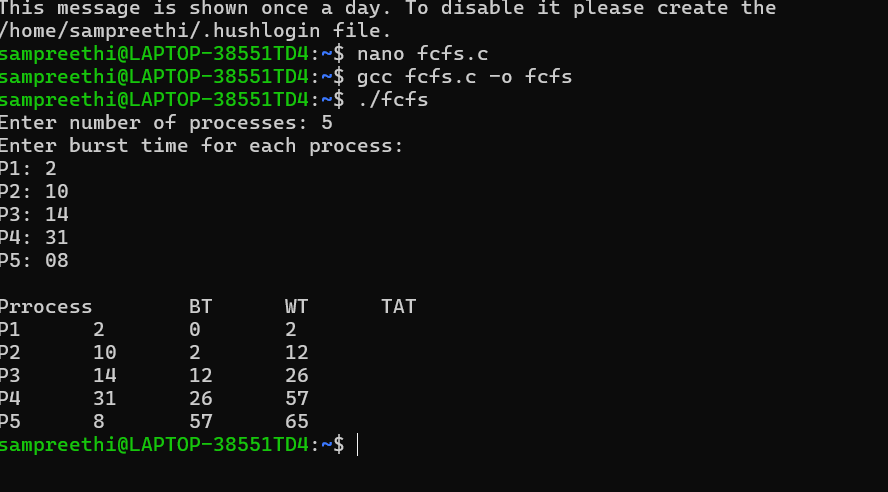 This message is shown once a day. To disable it please create the
/home/sampreethi/.hushlogin file.
sampreethi@LAPTOP-38551TD4:~$ nano fcfs.c
sampreethi@LAPTOP-38551TD4:~$ gcc fcfs.c -o fcfs
sampreethi@LAPTOP-38551TD4:~$ ./fcfs
Enter number of processes: 5
Enter burst time for each process:
P1: 2
P2: 10
P3: 14
P4: 31
P5: 08
Prrocess BT WT TAT
P1 2 0 2
P2 10 2 12
P3 14 12 26
P4 31 26 57
P5 8 57 65
sampreethi@LAPTOP-38551TD4:~$